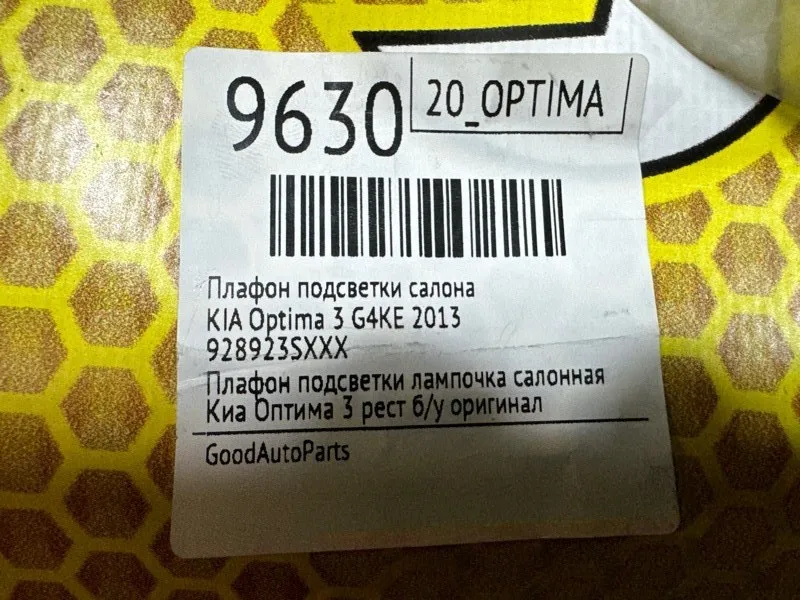 9630
20_OPTIMA
Плафон подсветки салона
KIA Optima 3 G4KE 2013
928923SXXX
Плафон подсветки лампочка салонная
Киа Оптима 3 рест б/у оригинал
GoodAutoParts